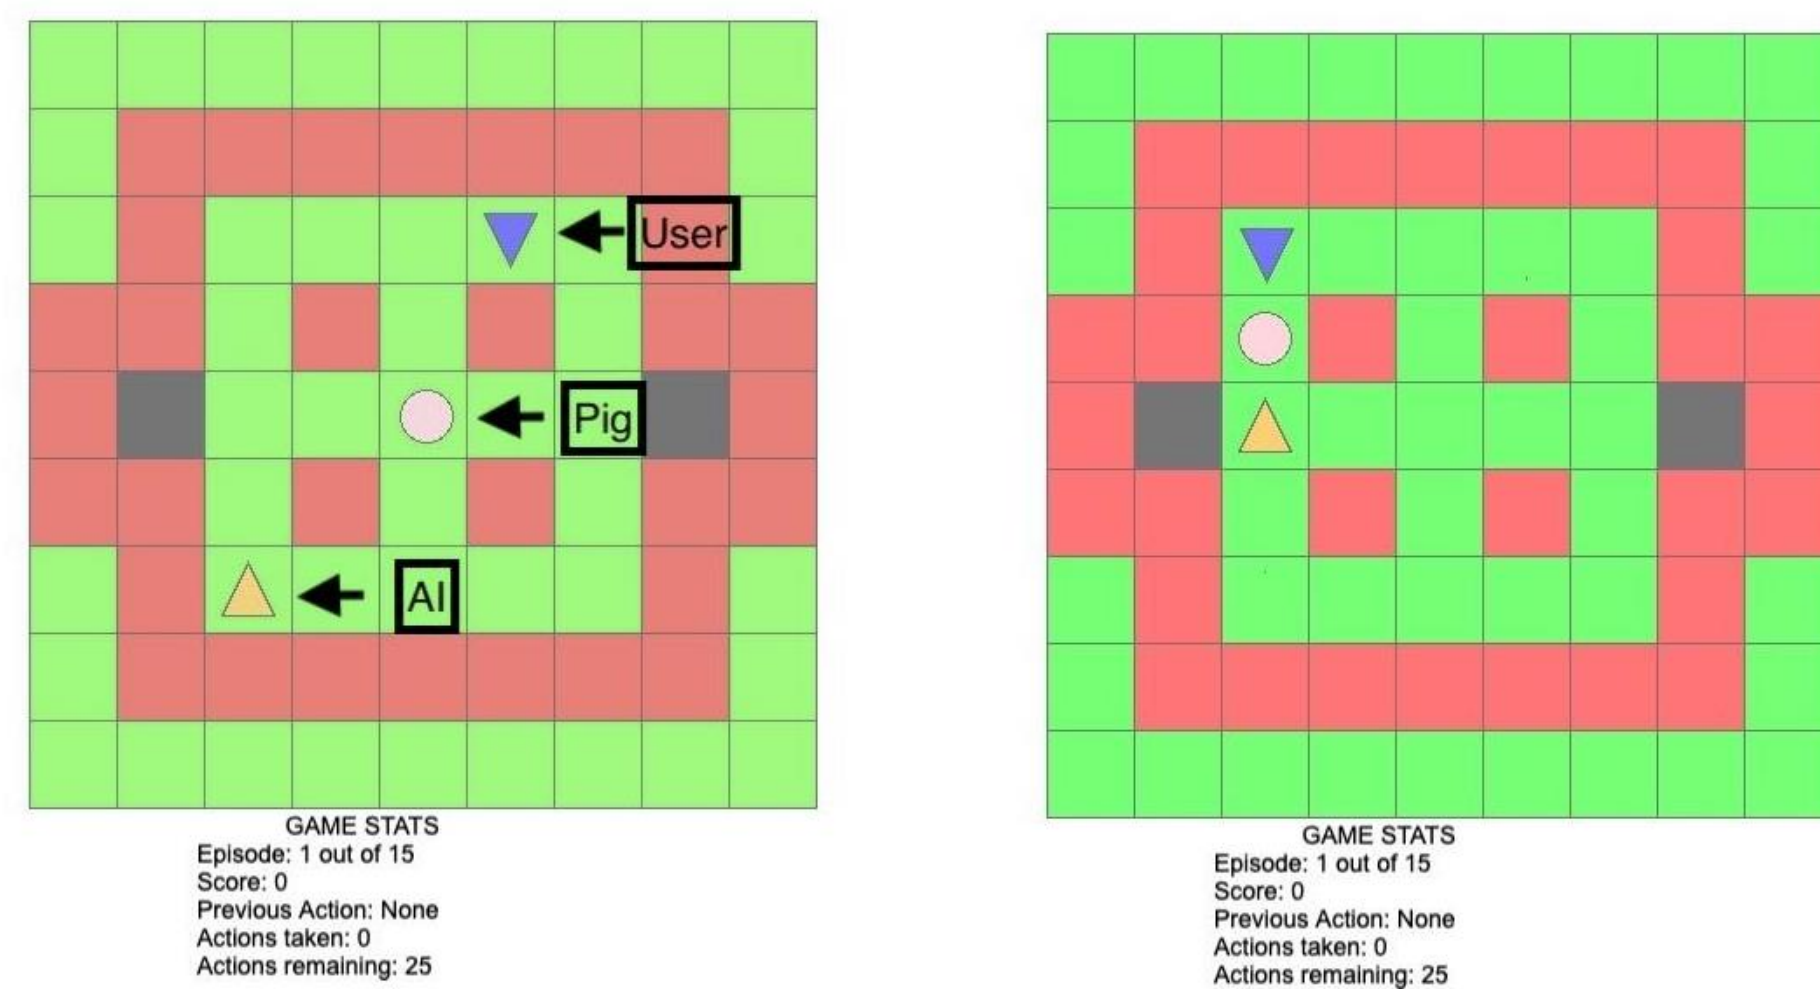 User
Pig
AI
GAME STATS
Episode: 1 out of 15
Score: 0
Previous Action: None
Actions taken: 0
Actions remaining: 25
GAME STATS
Episode: 1 out of 15
Score: 0
Previous Action: None
Actions taken: 0
Actions remaining: 25